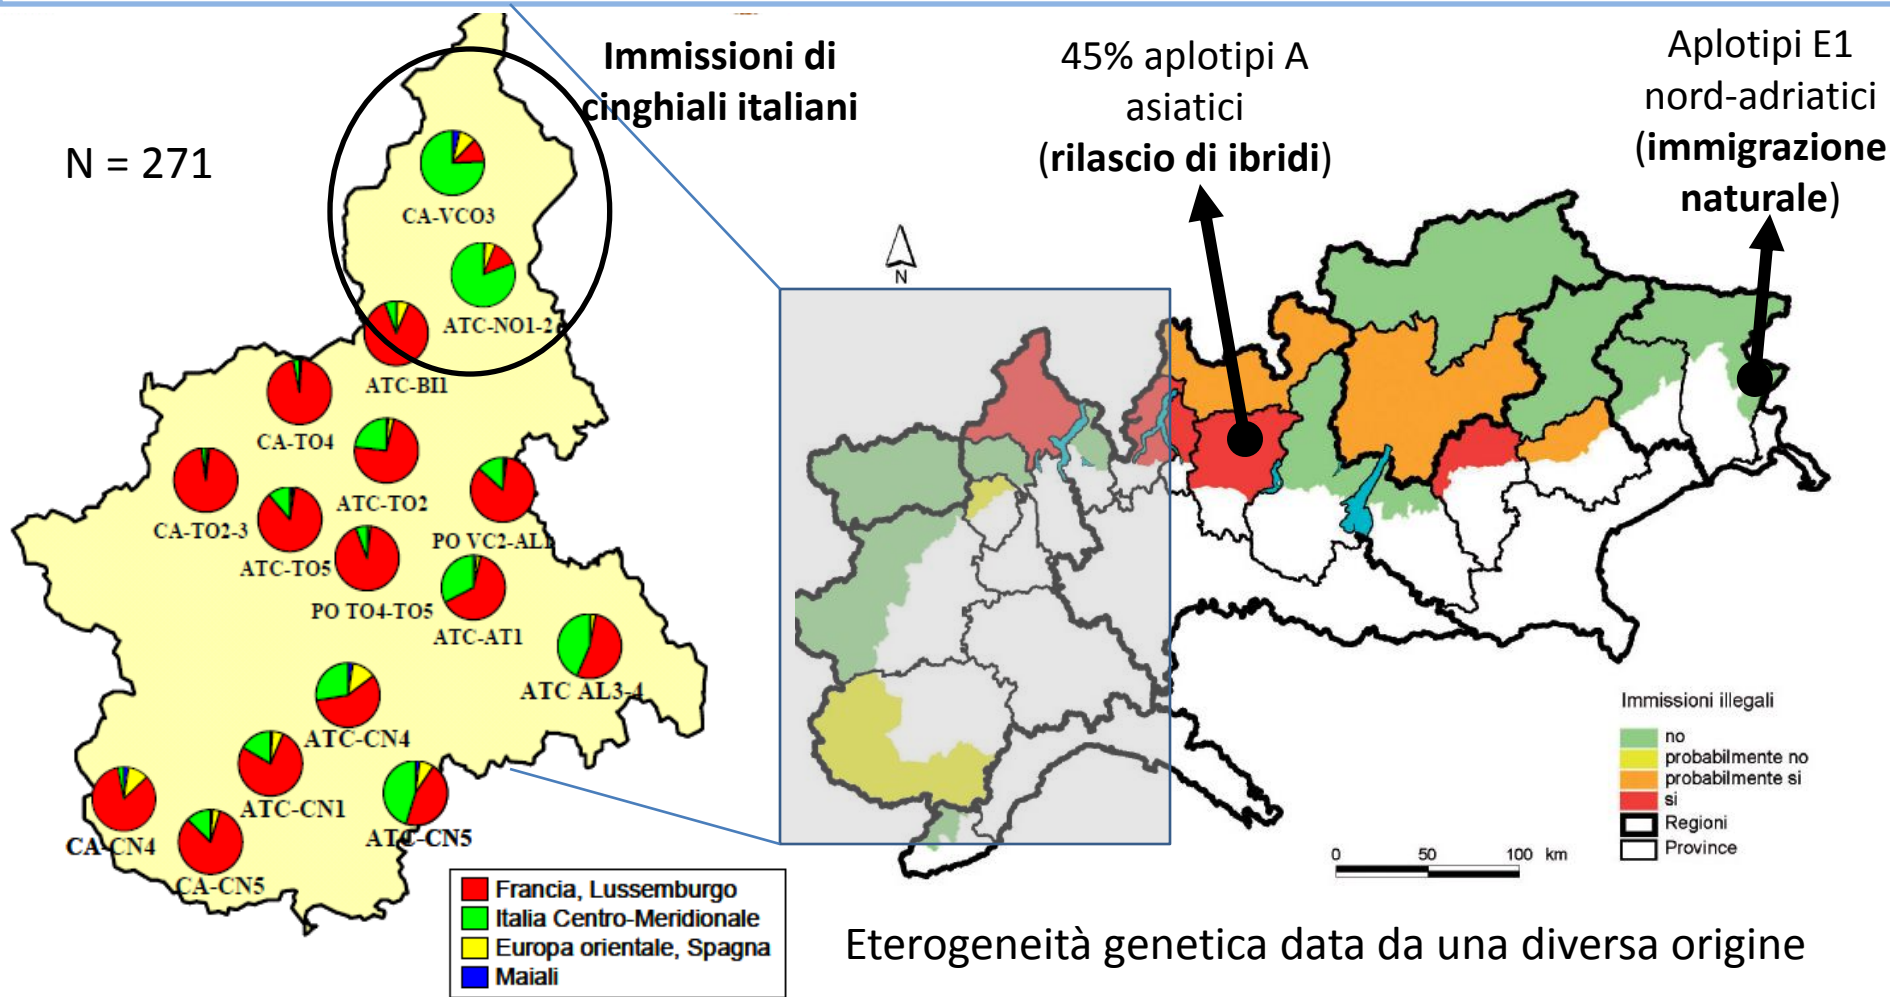 Immissioni di
cinghiali italiani
45% aplotipi A
asiatici
(rilascio di ibridi)
Aplotipi E1
nord-adriatici
(immigrazione
naturale)
N = 271
CA-VCO3
ATC-NO1-2
ATC-BI1
CA-TO4
ATC-TO2
CA-TO2-3
PO VC2-AL1
ATC-TO5
PO TO4-TO5
ATC-AT1
ATC AL3-4
ATC-CN4
ATC-CN1
ATC-CN5
CA-CN4
CA-CN5
N
Immissioni illegali
no
probabilmente no
probabilmente si
si
Regioni
Province
0 50 100 km
Francia, Lussemburgo
Italia Centro-Meridionale
Europa orientale, Spagna
Maiali
Eterogeneità genetica data da una diversa origine